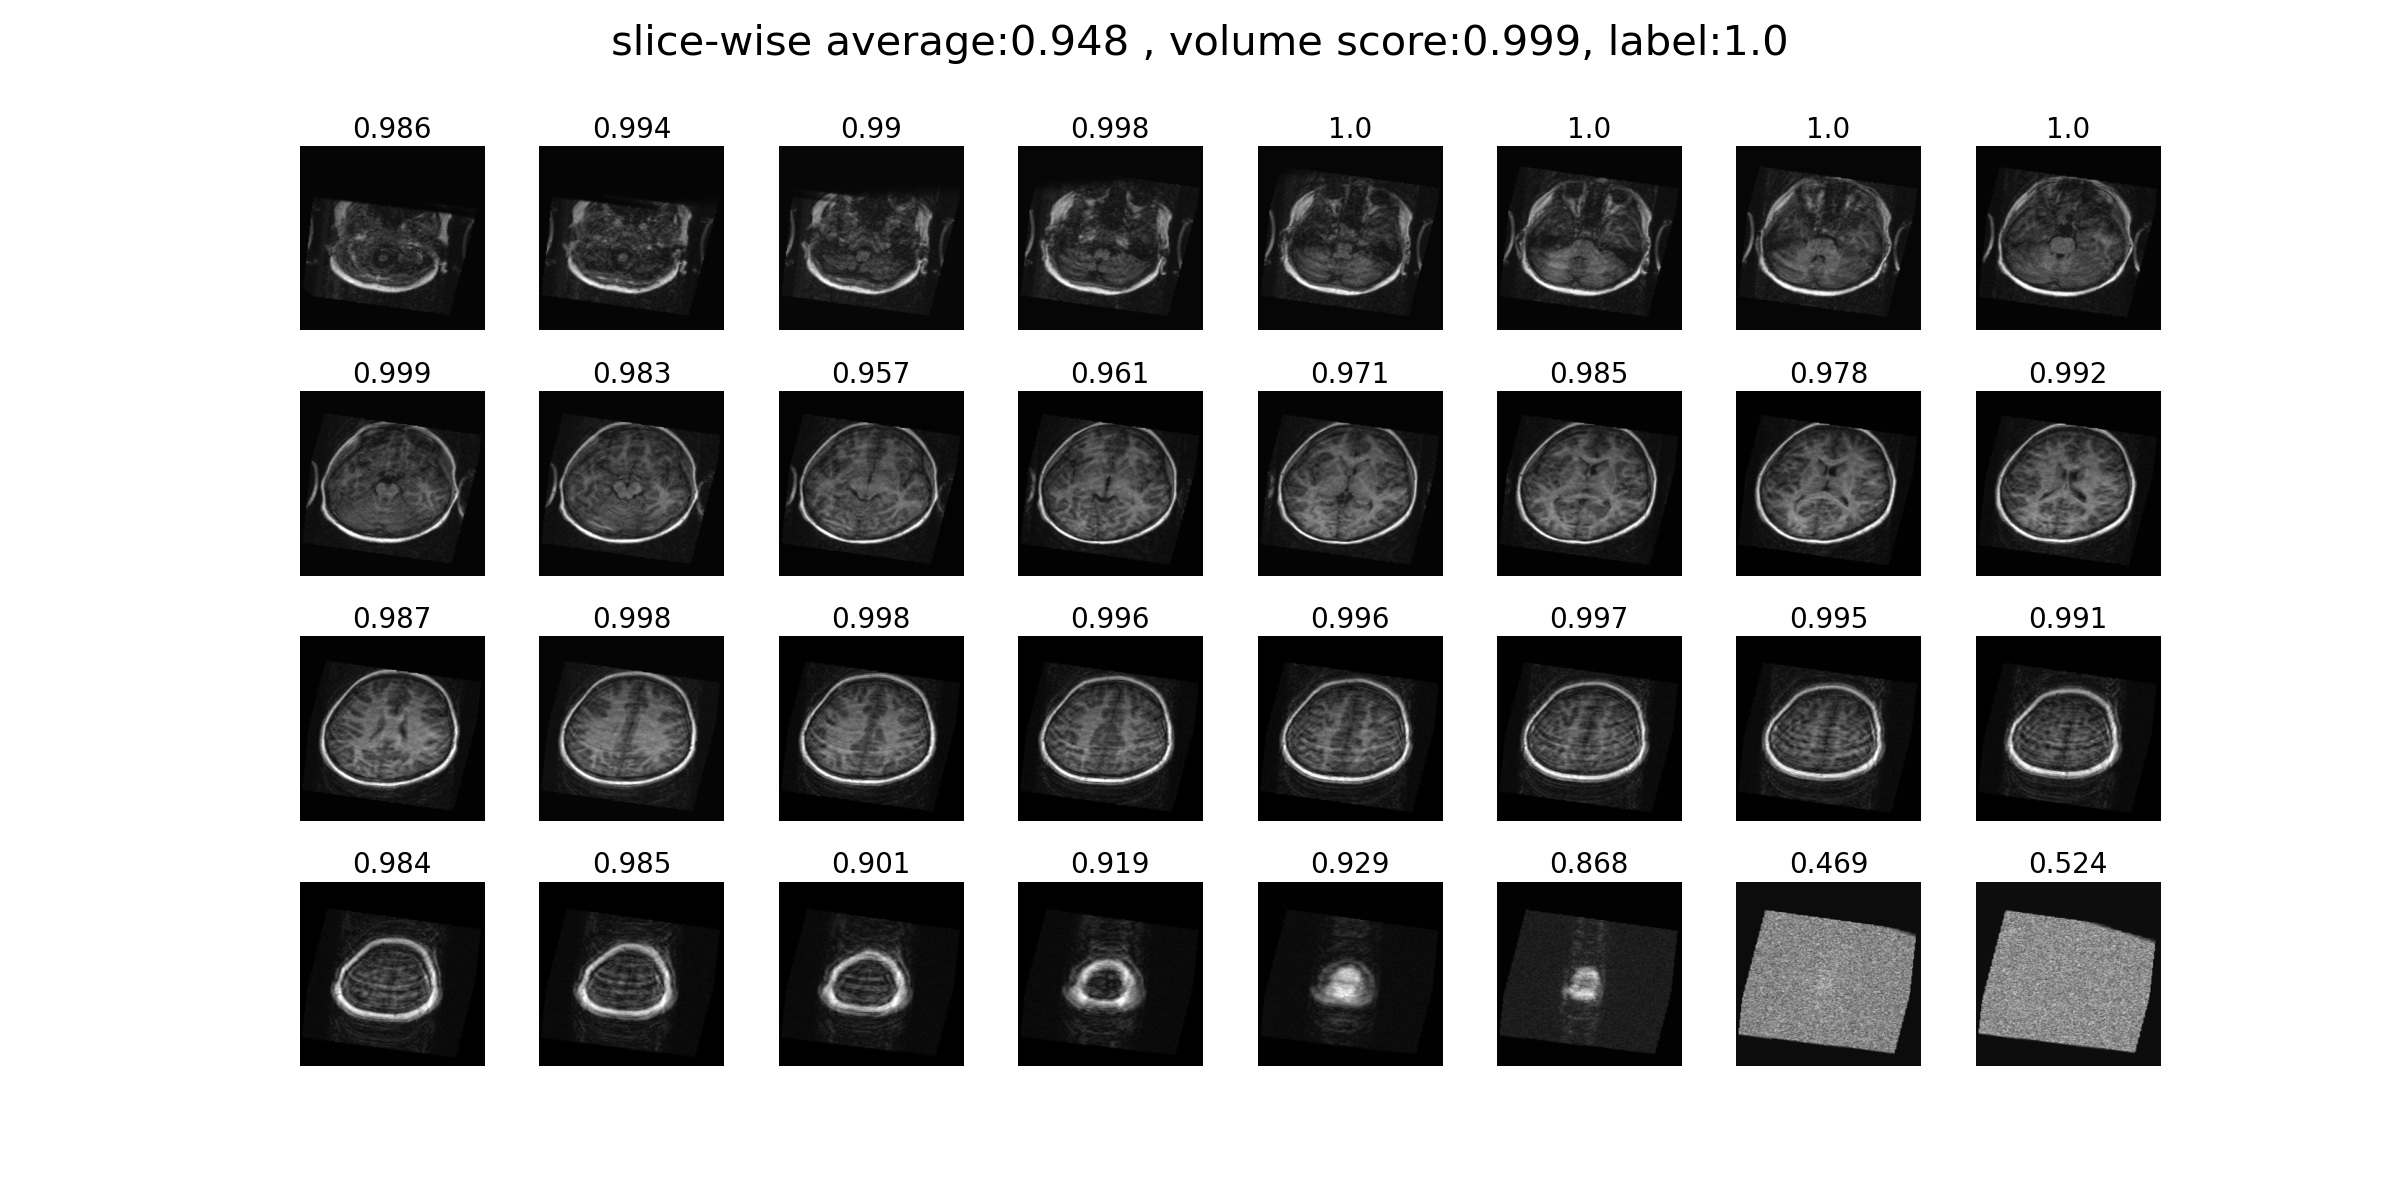 slice-wise average:0.948 , volume score:0.999, label:1.0
0.986 0.994 0.99 0.998 1.0 1.0 1.0 1.0
0.999 0.983 0.957 0.961 0.971 0.985 0.978 0.992
0.987 0.998 0.998 0.996 0.996 0.997 0.995 0.991
0.984 0.985 0.901 0.919 0.929 0.868 0.469 0.524